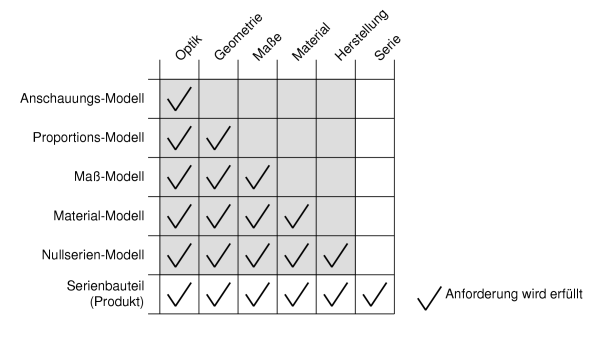 Optik
Geometrie
Maße
Material
Herstellung
Serie
Anschauungs-Modell
Proportions-Modell
Maß-Modell
Material-Modell
Nullserien-Modell
Serienbauteil
(Produkt)
Anforderung wird erfüllt